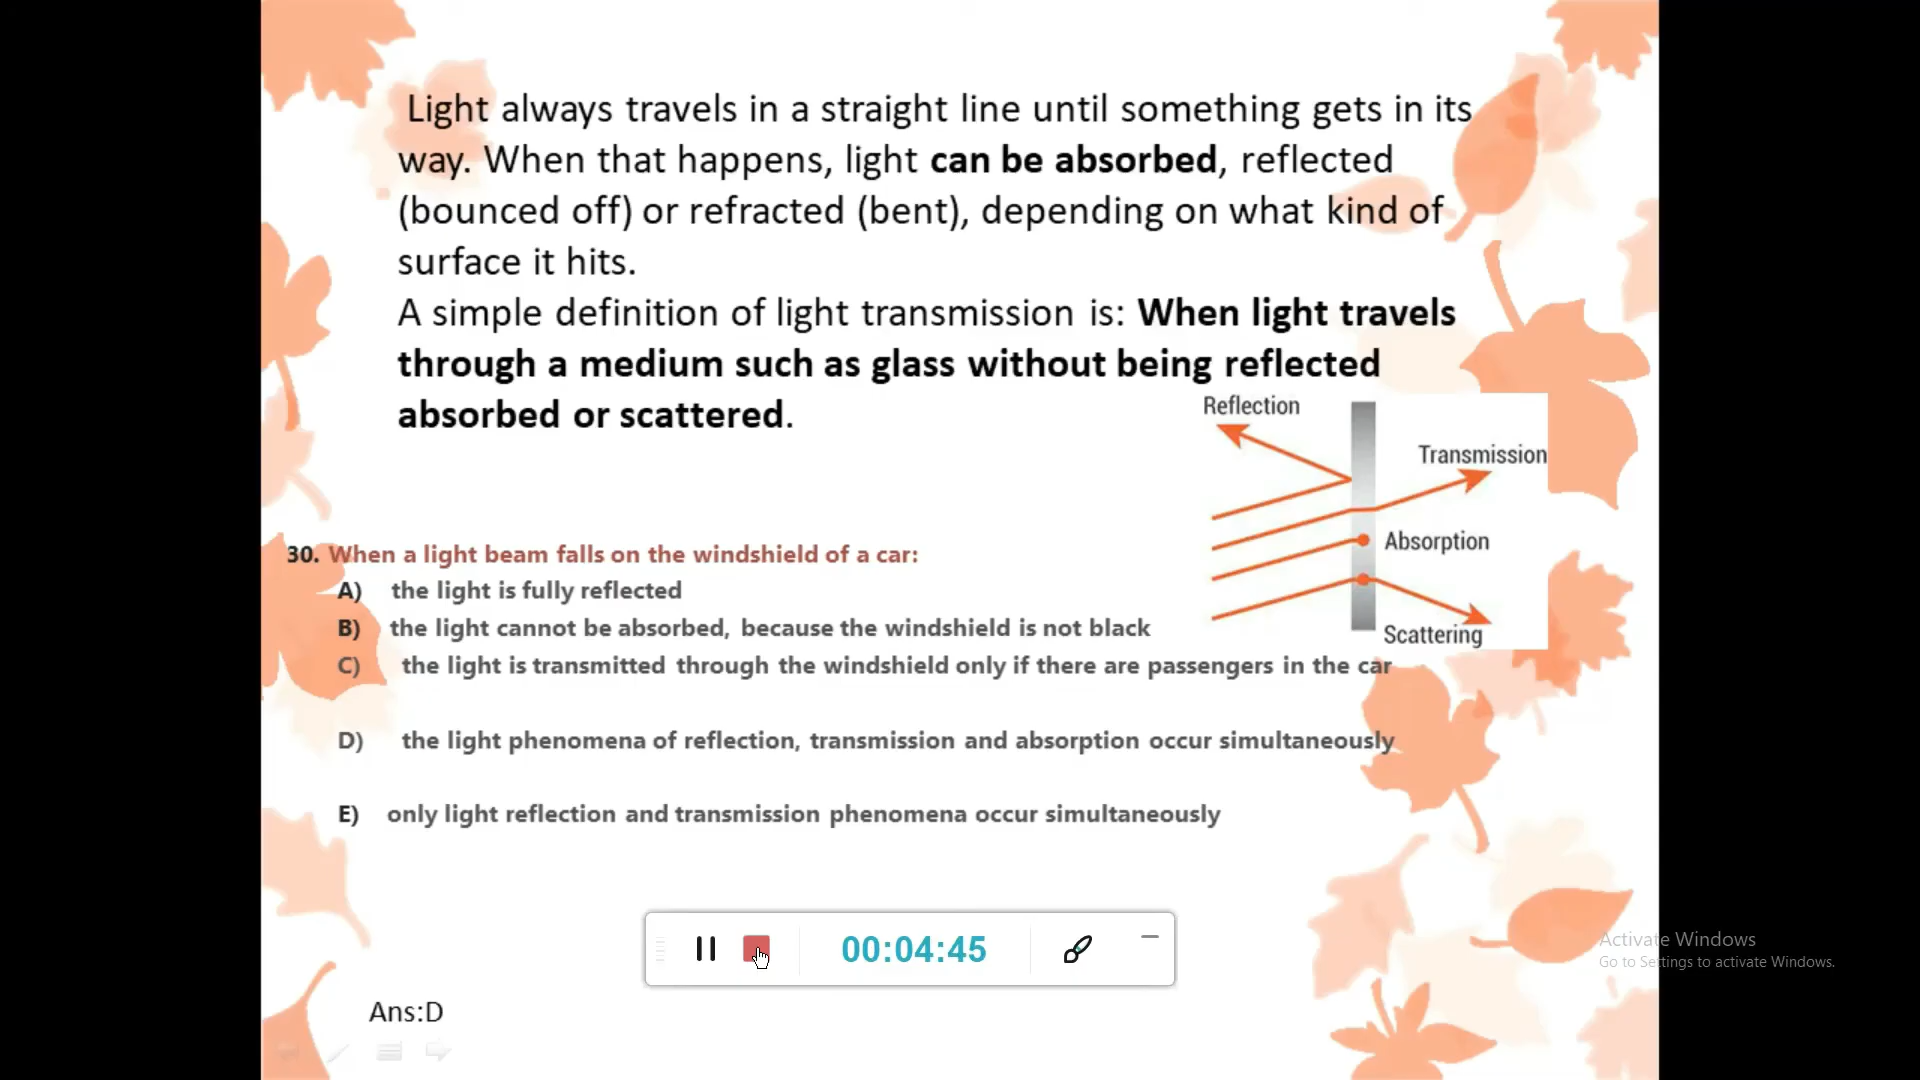 Light always travels in a straight line until something gets in its
way. When that happens, light can be absorbed, reflected
(bounced off) or refracted (bent), depending on what kind of
surface it hits.
A simple definition of light transmission is: When light travels
through a medium such as glass without being reflected
absorbed or scattered.
Reflection
Transmission
Absorption
Scattering
30. When a light beam falls on the windshield of a car:
A) the light is fully reflected
B) the light cannot be absorbed, because the windshield is not black
C) the light is transmitted through the windshield only if there are passengers in the car
D) the light phenomena of reflection, transmission and absorption occur simultaneously
E) only light reflection and transmission phenomena occur simultaneously
00:04:45
Activate Windows
Go to Settings to activate Windows.
Ans:D